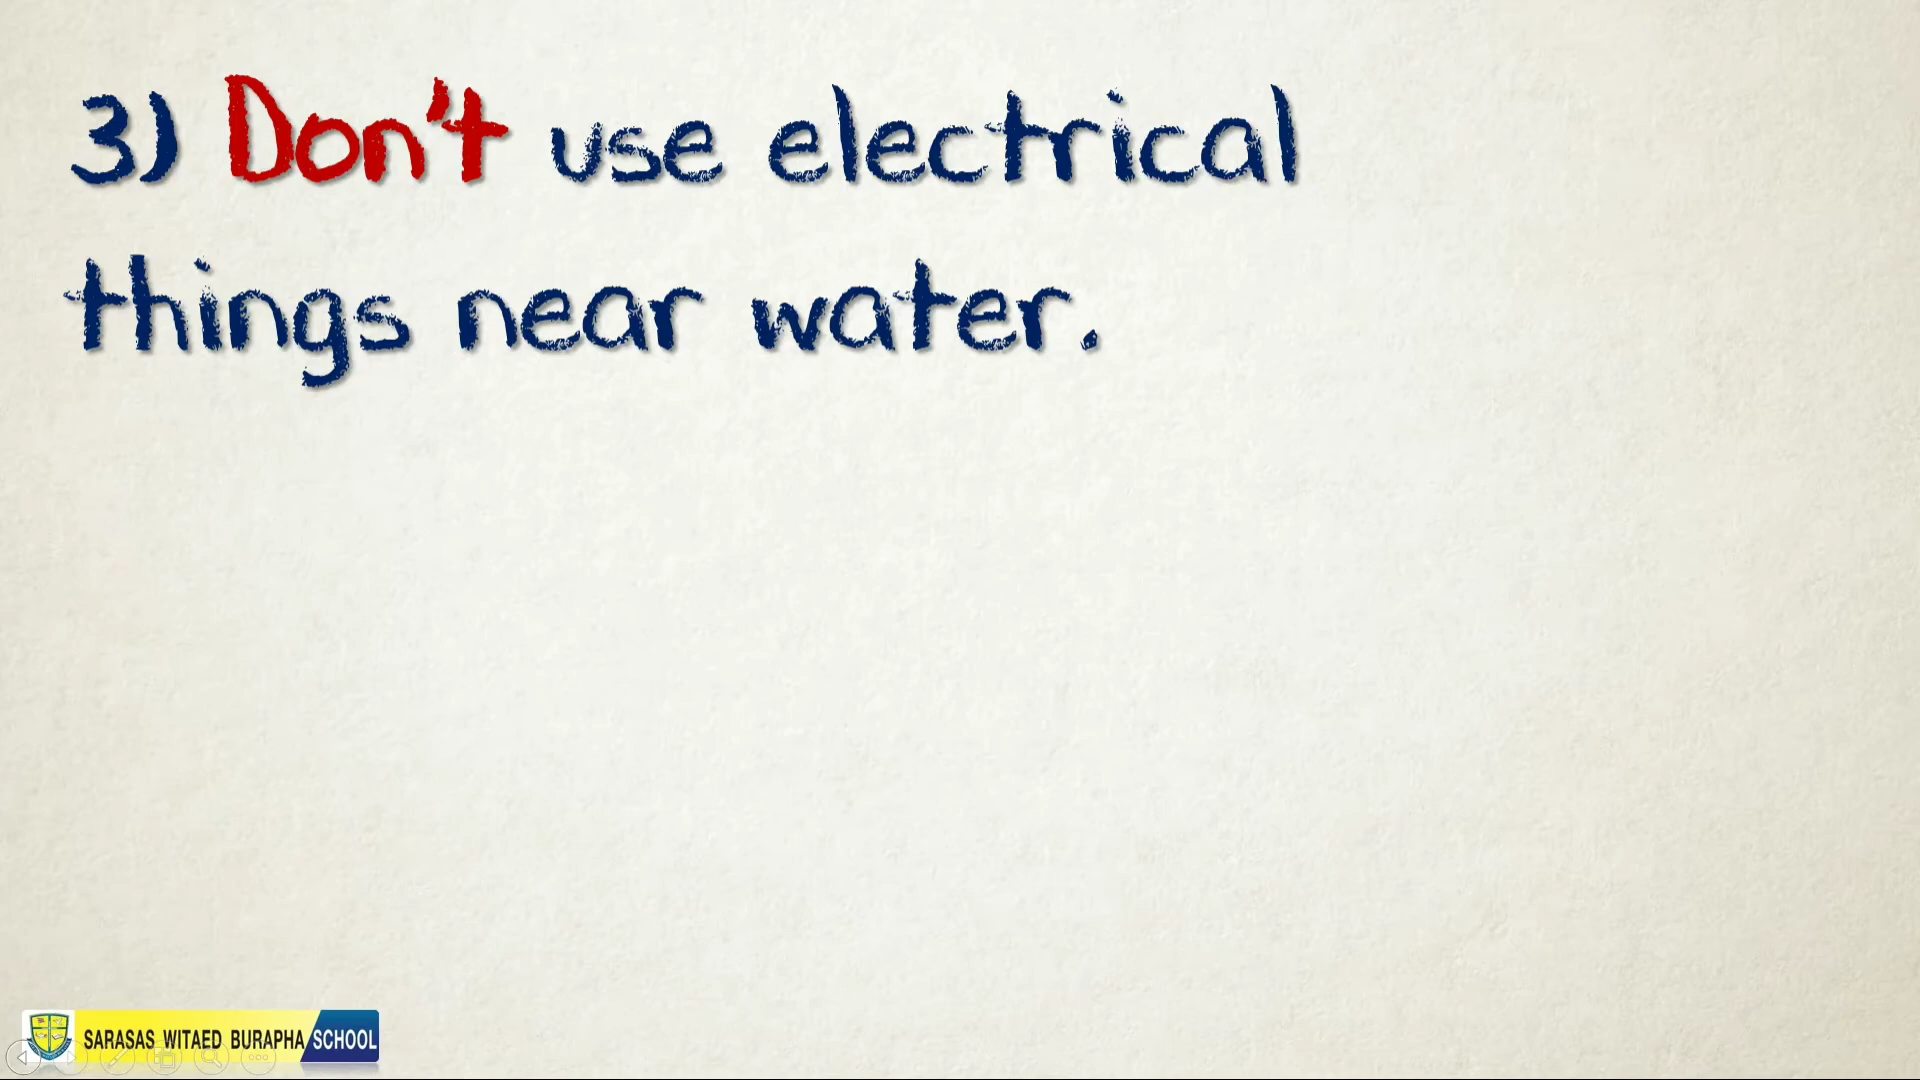 3) Don't use electrical
things near water.
SARASAS WITAED BURAPHA SCHOOL